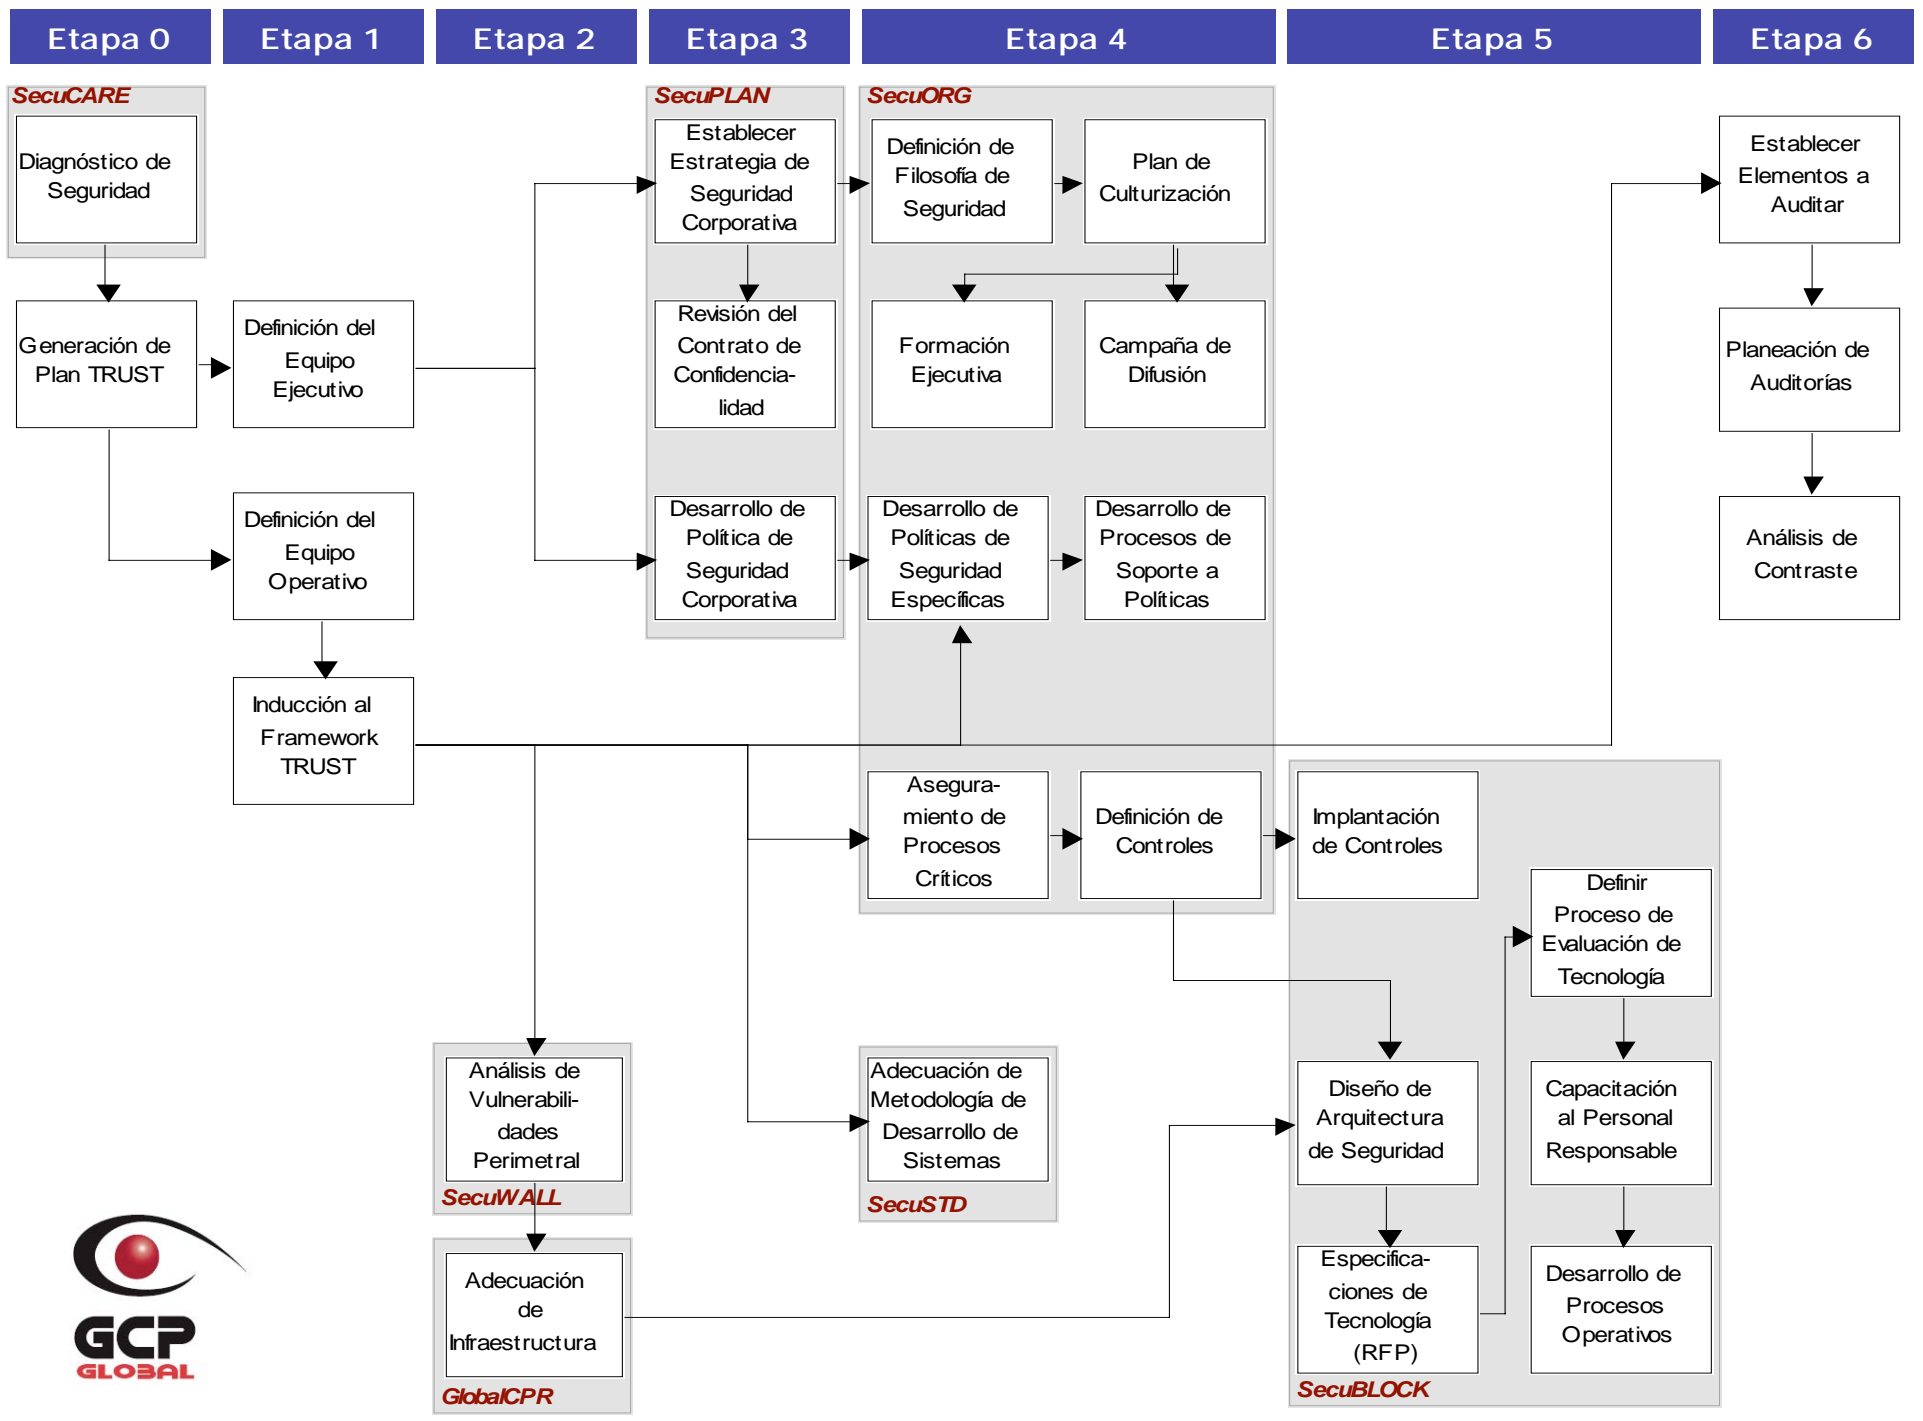 Etapa 0
Etapa 1
Etapa 2
Etapa 3
Etapa 4
Etapa 5
Etapa 6
SecuCARE
Diagnóstico de
Seguridad
Generación de
Plan TRUST
Definición del
Equipo
Ejecutivo
Definición del
Equipo
Operativo
Inducción al
Framework
TRUST
Análisis de
Vulnerabili-
dades
Perimetral
SecuWALL
Adecuación
de
Infraestructura
GlobalCPR
SecuPLAN
Establecer
Estrategia de
Seguridad
Corporativa
Revisión del
Contrato de
Confidencia-
lidad
Desarrollo de
Política de
Seguridad
Corporativa
SecuORG
Definición de
Filosofía de
Seguridad
Plan de
Culturización
Formación
Ejecutiva
Campaña de
Difusión
Desarrollo de
Políticas de
Seguridad
Específicas
Desarrollo de
Procesos de
Soporte a
Políticas
Asegura-
miento de
Procesos
Críticos
Definición de
Controles
Adecuación de
Metodología de
Desarrollo de
Sistemas
SecuSTD
Implantación
de Controles
Diseño de
Arquitectura
de Seguridad
Especifica-
ciones de
Tecnología
(RFP)
Definir
Proceso de
Evaluación de
Tecnología
Capacitación
al Personal
Responsable
Desarrollo de
Procesos
Operativos
SecuBLOCK
Establecer
Elementos a
Auditar
Planeación de
Auditorías
Análisis de
Contraste
GCP
GLOBAL